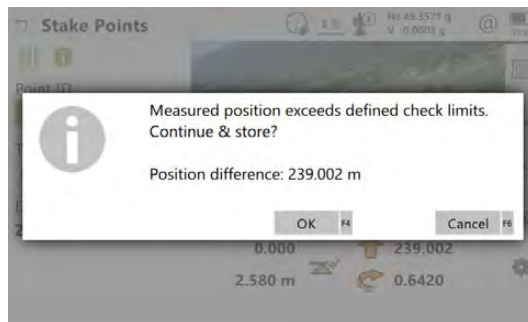 Stake Points
Hz 49.3571 g
V 0.0003 g
Point ID
Measured position exceeds defined check limits.
Continue & store?
Position difference: 239.002 m
OK F4
Cancel F6
0.000
239.002
2.580 m
0.6420